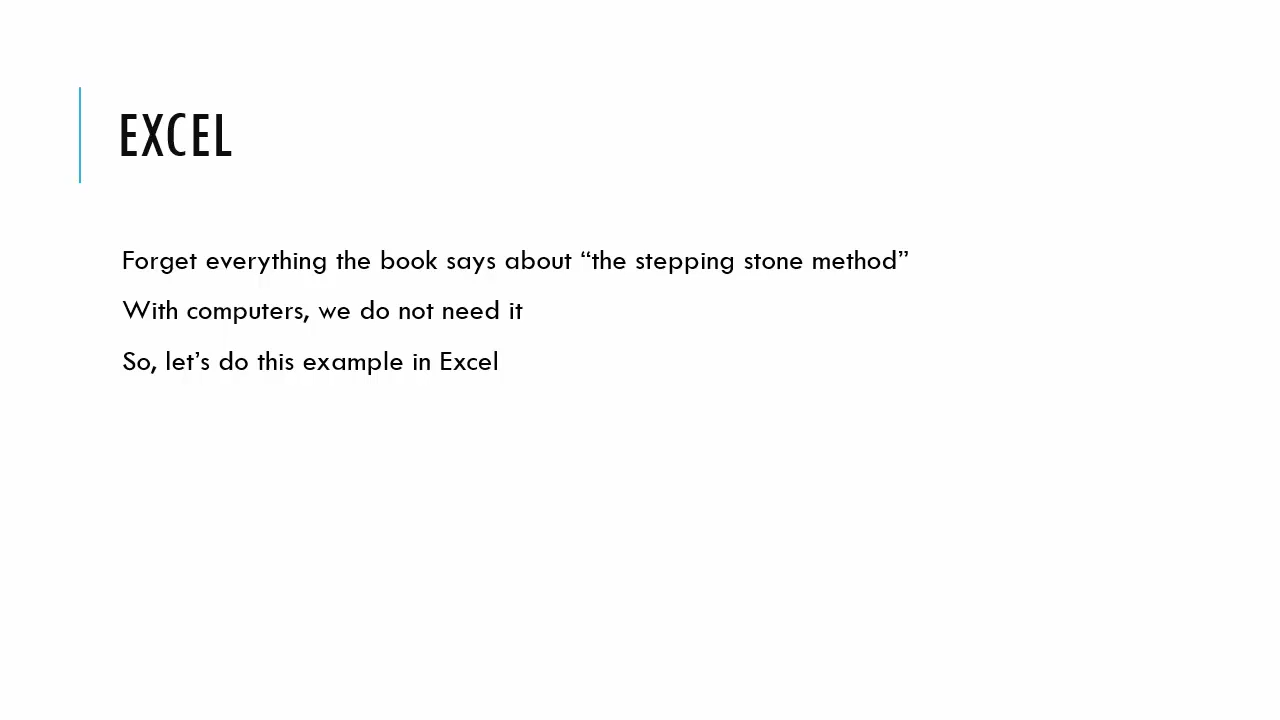 EXCEL
Forget everything the book says about “the stepping stone method”
With computers, we do not need it
So, let’s do this example in Excel